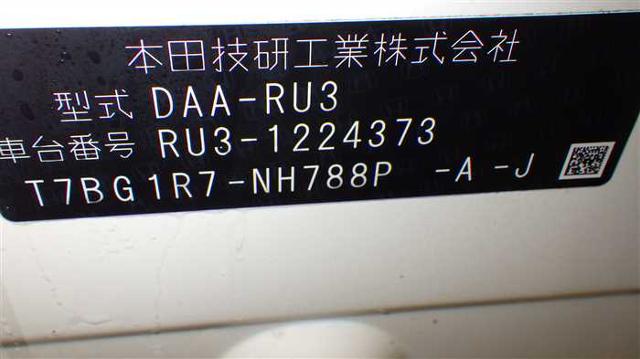 本田技研工業株式会社
型式 DAA-RU3
車台番号 RU3-1224373
T7BG1R7-NH788P -A-J